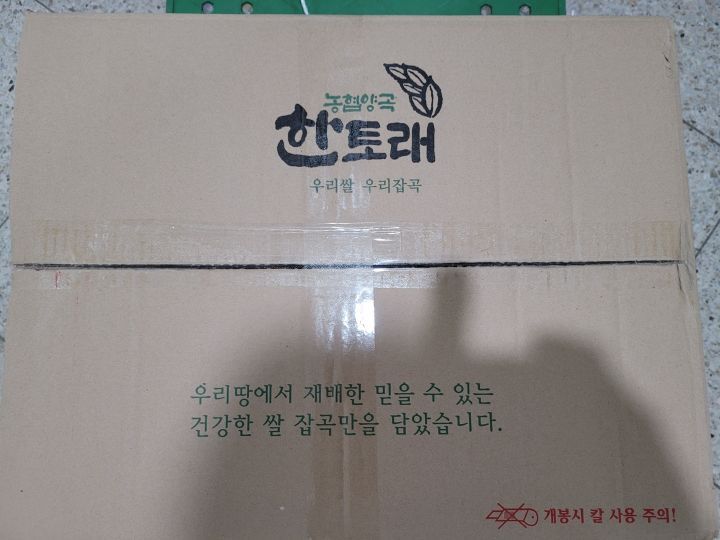 농협양곡
한토래
우리쌀 우리잡곡
우리땅에서 재배한 믿을 수 있는
건강한 쌀 잡곡만을 담았습니다.
개봉시 칼 사용 주의!